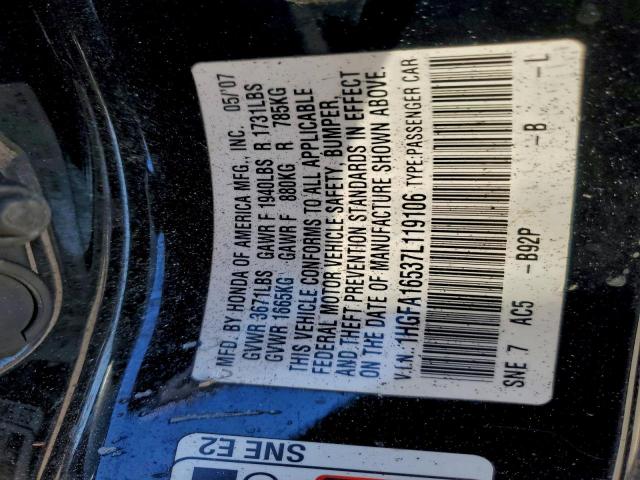 MFD. BY HONDA OF AMERICA MFG., INC. 05/'07
GVWR 3671LBS GAWR F 1940LBS R 1731LBS
GVWR 1665KG GAWR F 880KG R 785KG
THIS VEHICLE CONFORMS TO ALL APPLICABLE
FEDERAL MOTOR VEHICLE SAFETY, BUMPER,
AND THEFT PREVENTION STANDARDS IN EFFECT
ON THE DATE OF MANUFACTURE SHOWN ABOVE.
V.I.N.: 1HGFA16537L119106 TYPE:PASSENGER CAR
SNE 7 AC5 -B92P -B -L
SNE E2